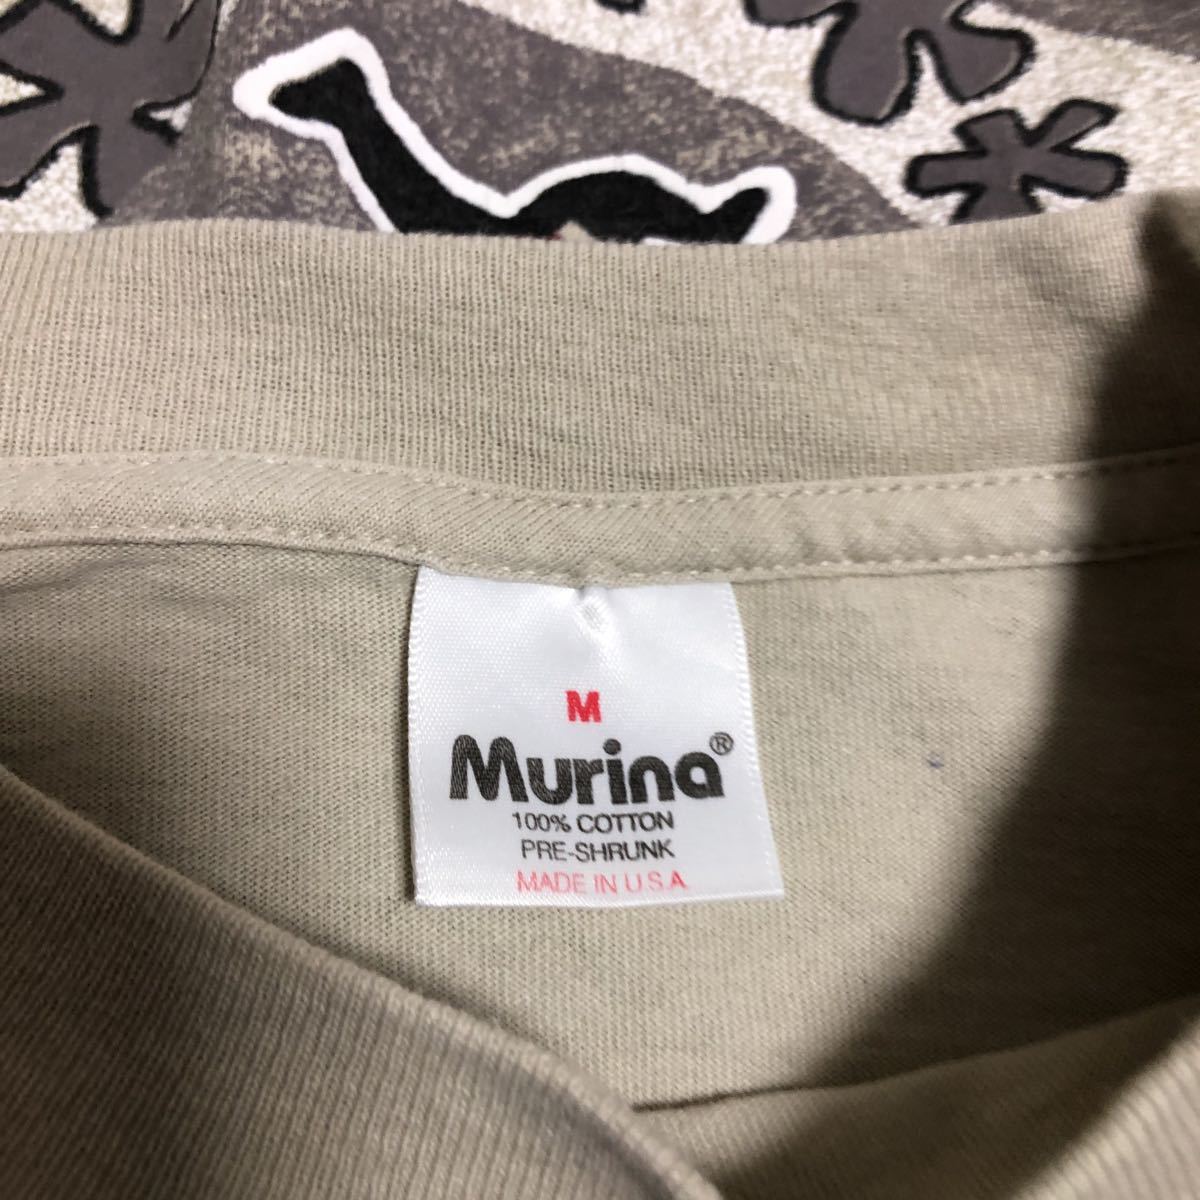 M
Murina®
100% COTTON
PRE-SHRUNK
MADE IN U.S.A.